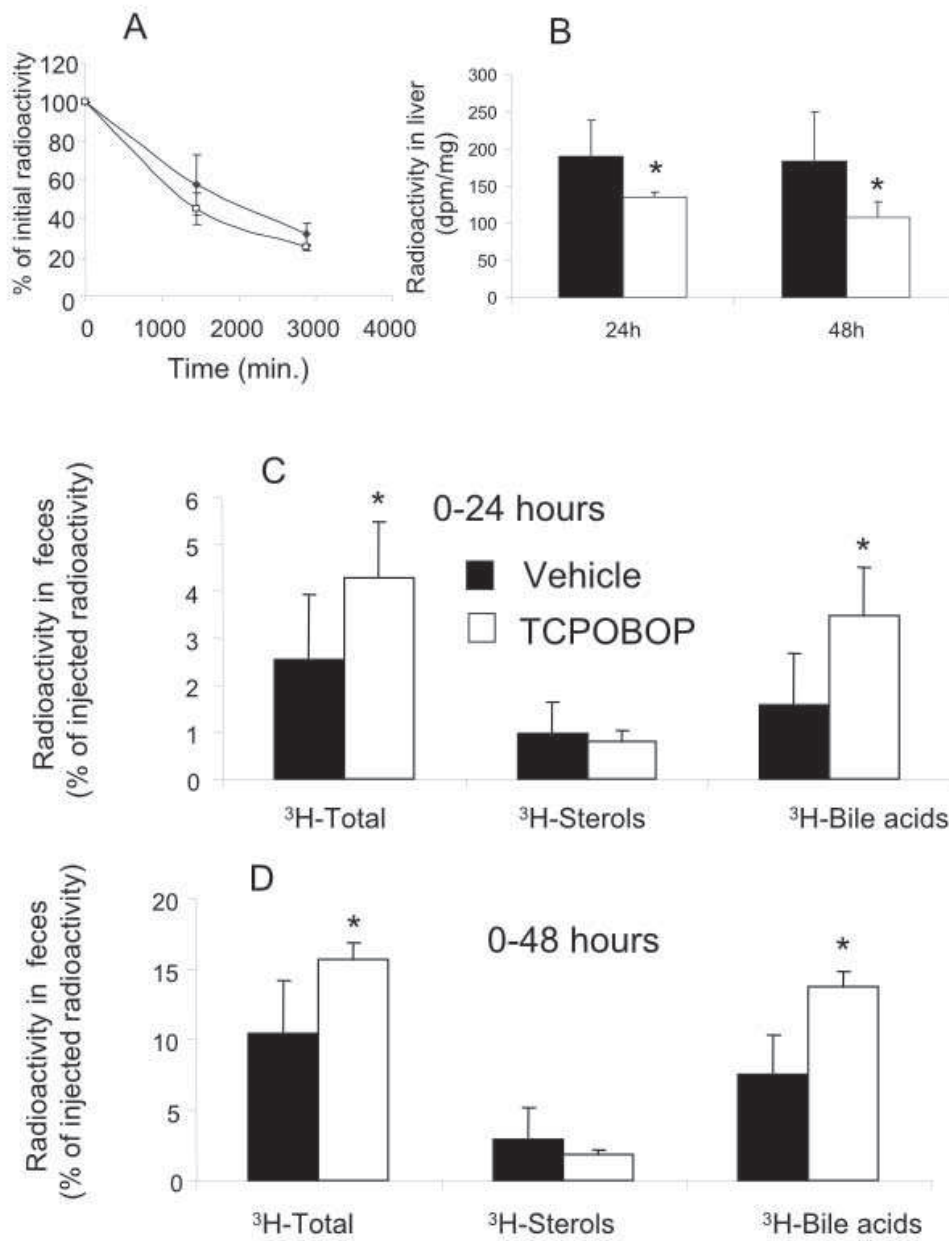 A
% of initial radioactivity
120
100
80
60
40
20
0
0 1000 2000 3000 4000
Time (min.)
B
Radioactivity in liver
(dpm/mg)
300
250
200
150
100
50
0
* *
24h 48h
C
0-24 hours
Vehicle
TCPOBOP
Radioactivity in feces
(% of injected radioactivity)
6
5
4
3
2
1
0
* *
³H-Total ³H-Sterols ³H-Bile acids
D
0-48 hours
Radioactivity in feces
(% of injected radioactivity)
20
15
10
5
0
* *
³H-Total ³H-Sterols ³H-Bile acids